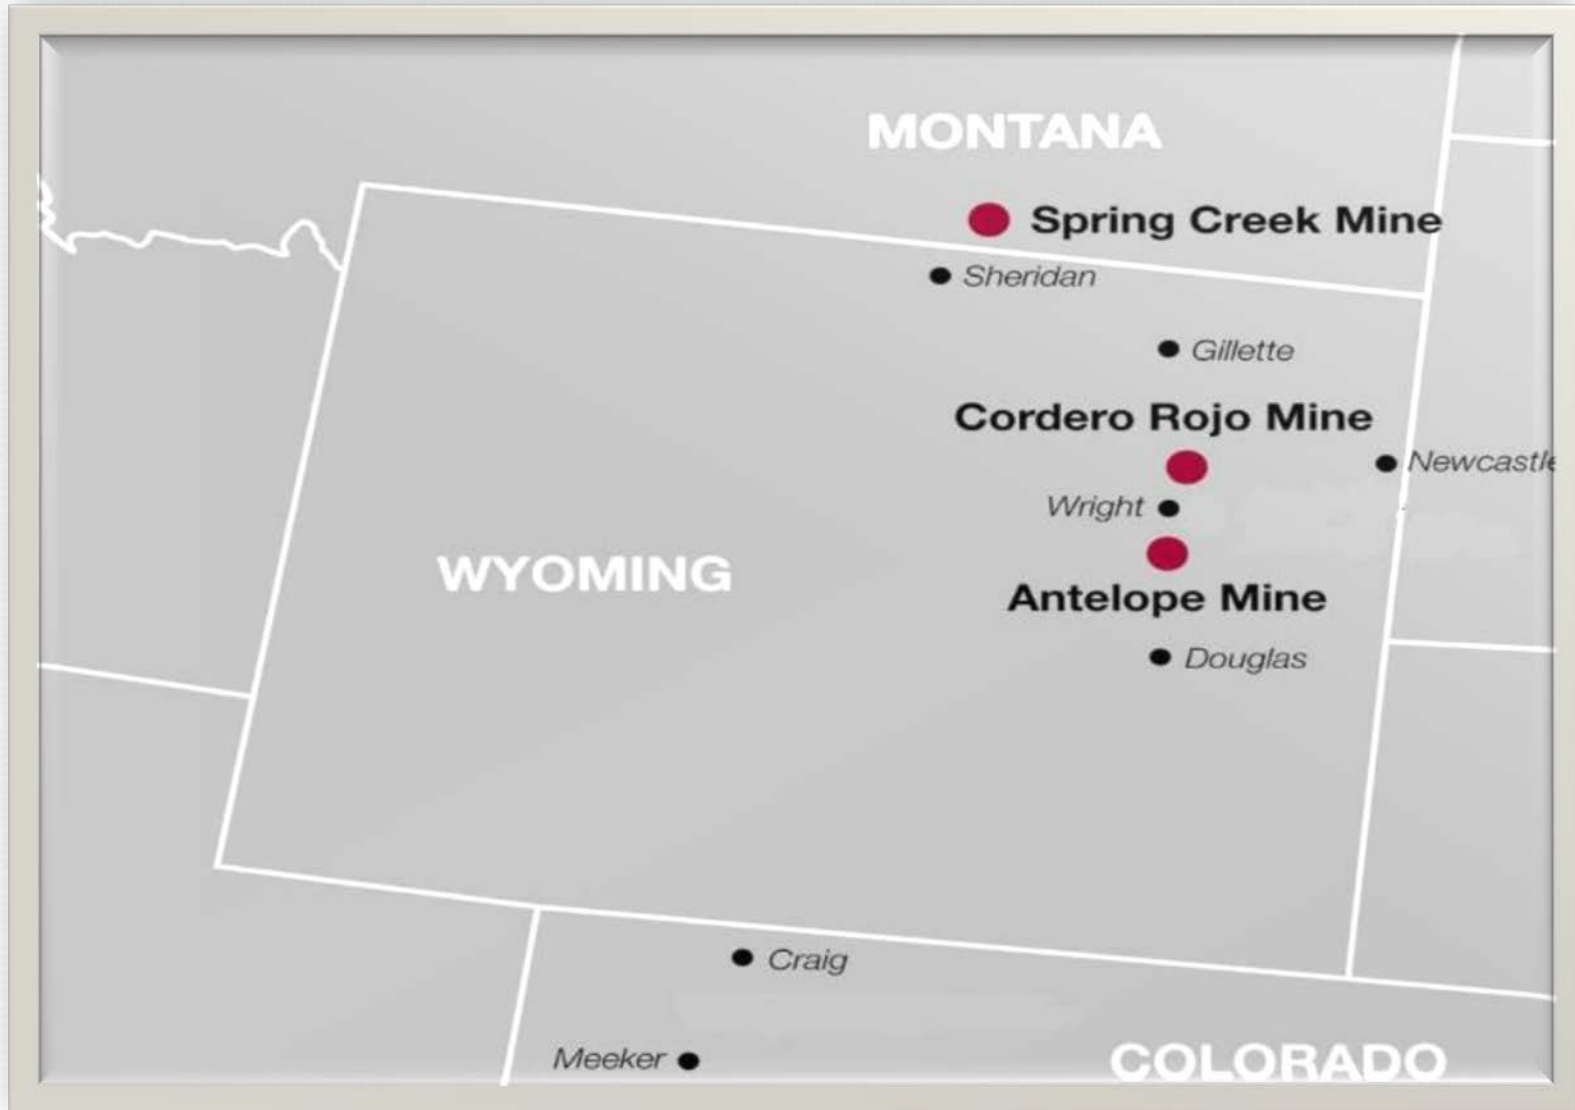 MONTANA
Spring Creek Mine
Sheridan
Gillette
Cordero Rojo Mine
Newcastle
Wright
WYOMING
Antelope Mine
Douglas
Craig
Meeker
COLORADO